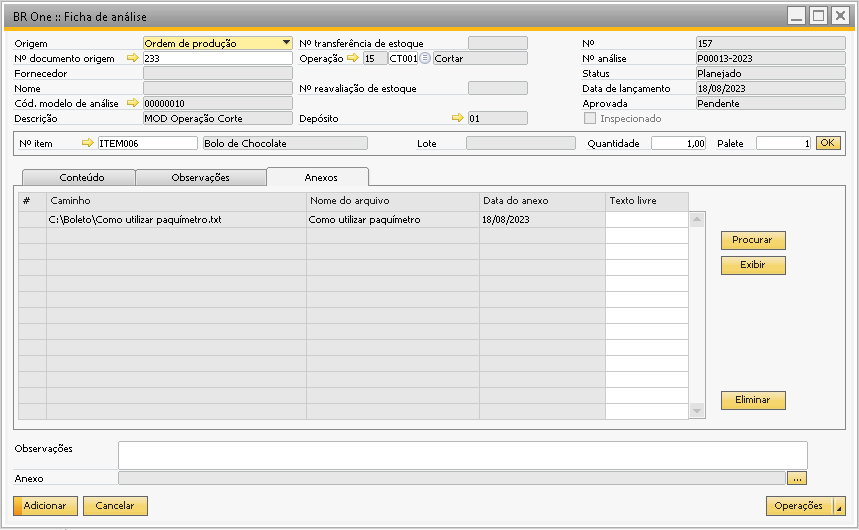 BR One :: Ficha de análise
Origem Ordem de produção Nº transferência de estoque Nº 157
Nº documento origem 233 Operação 15 CT001 Cortar Nº análise P00013-2023
Fornecedor Status Planejado
Nome Nº reavaliação de estoque Data de lançamento 18/08/2023
Cód. modelo de análise 00000010 Aprovada Pendente
Descrição MOD Operação Corte Depósito 01 Inspecionado
Nº item ITEM006 Bolo de Chocolate Lote Quantidade 1,00 Palete 1 OK
Conteúdo Observações Anexos
# Caminho Nome do arquivo Data do anexo Texto livre
C:\Boleto\Como utilizar paquímetro.txt Como utilizar paquímetro 18/08/2023
Procurar
Exibir
Eliminar
Observações
Anexo ...
Adicionar Cancelar Operações